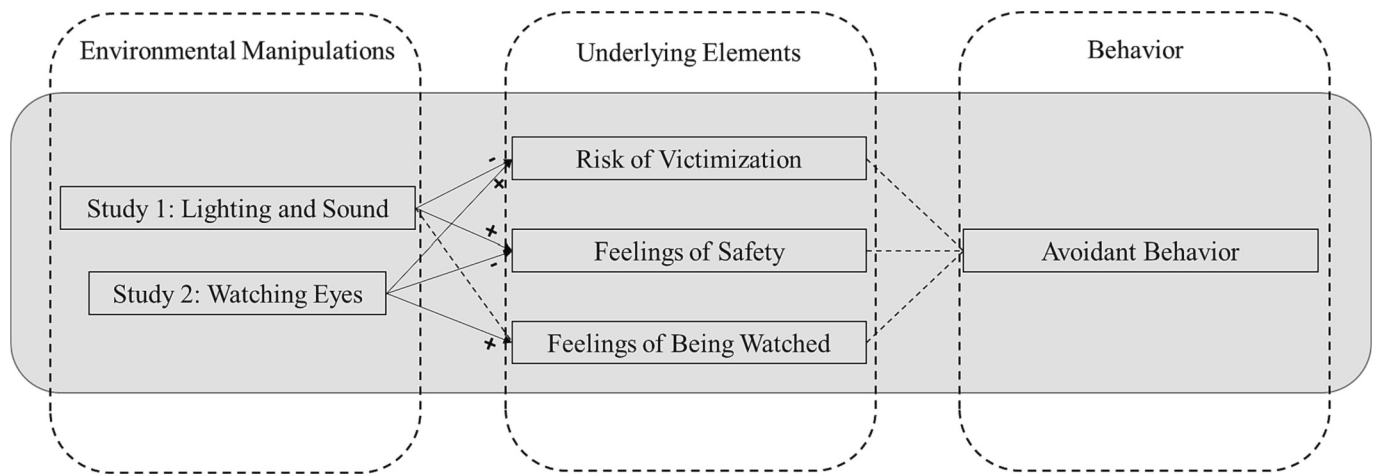 Environmental Manipulations
Underlying Elements
Behavior
Risk of Victimization
Study 1: Lighting and Sound
Feelings of Safety
Avoidant Behavior
Study 2: Watching Eyes
Feelings of Being Watched
-
+
+
-
+